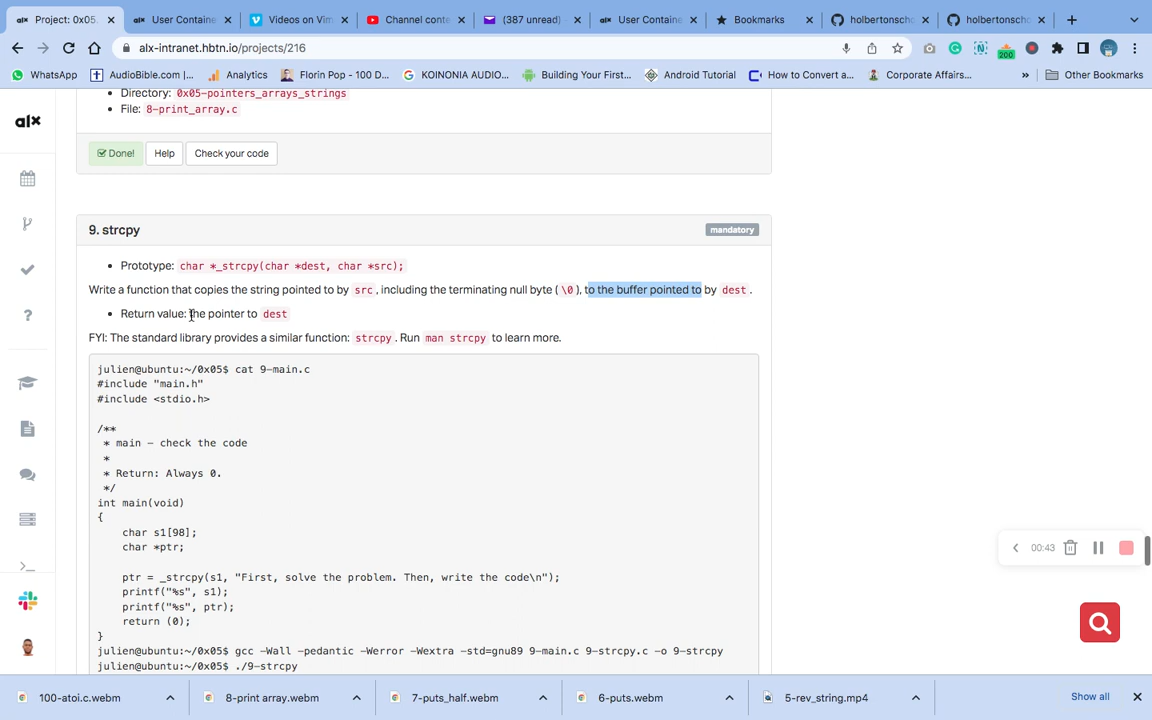 Project: 0x05.
User Containe
Videos on Vim
Channel conte
(387 unread)
User Containe
Bookmarks
holbertonscho
holbertonscho
alx-intranet.hbtn.io/projects/216
200
WhatsApp
AudioBible.com |...
Analytics
Florin Pop - 100 D...
KOINONIA AUDIO...
Building Your First...
Android Tutorial
How to Convert a...
Corporate Affairs...
»
Other Bookmarks
alx
Directory: 0x05-pointers_arrays_strings
File: 8-print_array.c
Done!
Help
Check your code
9. strcpy
mandatory
Prototype: char *_strcpy(char *dest, char *src);
Write a function that copies the string pointed to by src, including the terminating null byte (\0), to the buffer pointed to by dest.
Return value: the pointer to dest
FYI: The standard library provides a similar function: strcpy. Run man strcpy to learn more.
julien@ubuntu:~/0x05$ cat 9-main.c
#include "main.h"
#include <stdio.h>
/**
* main – check the code
*
* Return: Always 0.
*/
int main(void)
{
char s1[98];
char *ptr;
ptr = _strcpy(s1, "First, solve the problem. Then, write the code\n");
printf("%s", s1);
printf("%s", ptr);
return (0);
}
julien@ubuntu:~/0x05$ gcc –Wall –pedantic –Werror –Wextra –std=gnu89 9-main.c 9-strcpy.c –o 9-strcpy
julien@ubuntu:~/0x05$ ./9-strcpy
00:43
100-atoi.c.webm
8-print array.webm
7-puts_half.webm
6-puts.webm
5-rev_string.mp4
Show all